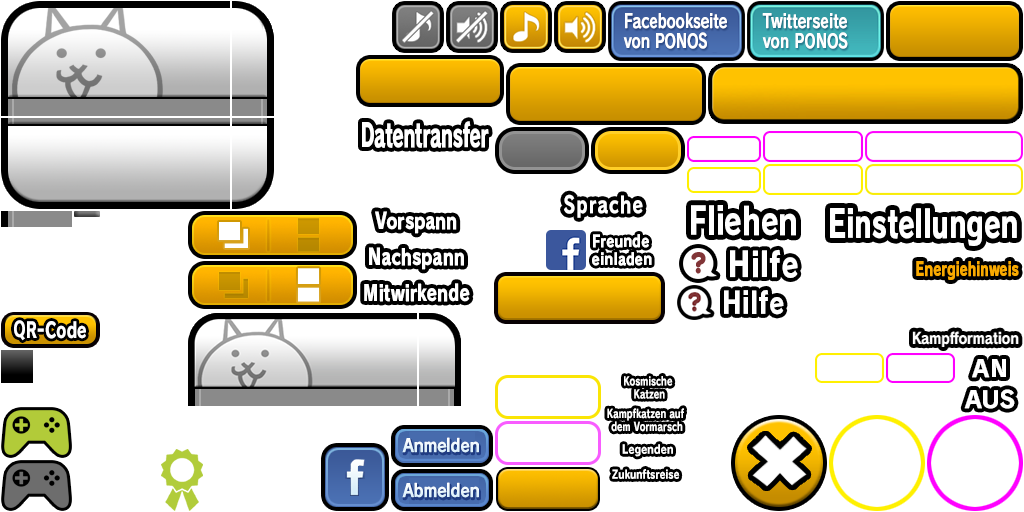 Facebookseite
von PONOS
Twitterseite
von PONOS
Datentransfer
Sprache
Vorspann
Fliehen
Einstellungen
Freunde
einladen
Nachspann
Hilfe
Energiehinweis
Mitwirkende
Hilfe
QR-Code
Kampfformation
AN
AUS
Kosmische
Katzen
Kampfkatzen auf
dem Vormarsch
Anmelden
Legenden
Zukunftsreise
Abmelden